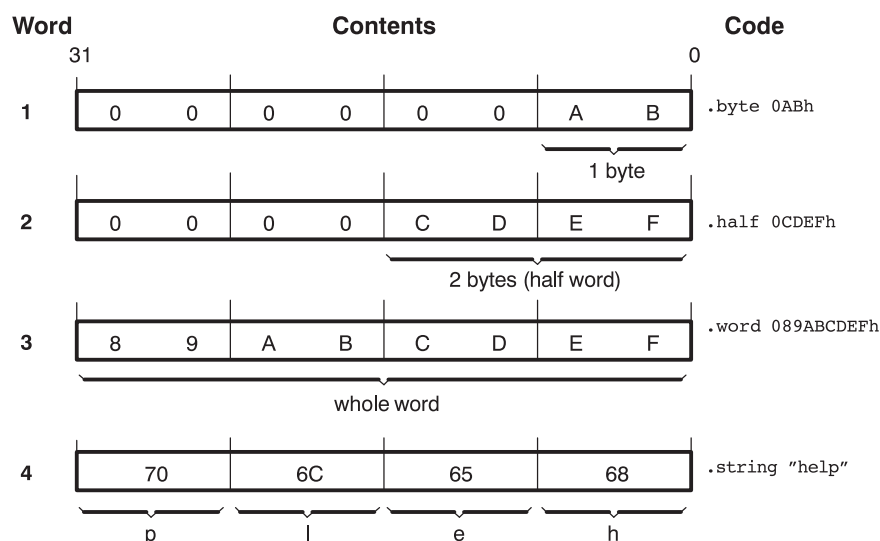 Word Contents Code
31 0
1 0 0 0 0 0 0 A B .byte 0ABh
1 byte
2 0 0 0 0 C D E F .half 0CDEFh
2 bytes (half word)
3 8 9 A B C D E F .word 089ABCDEFh
whole word
4 70 6C 65 68 .string ”help”
p l e h